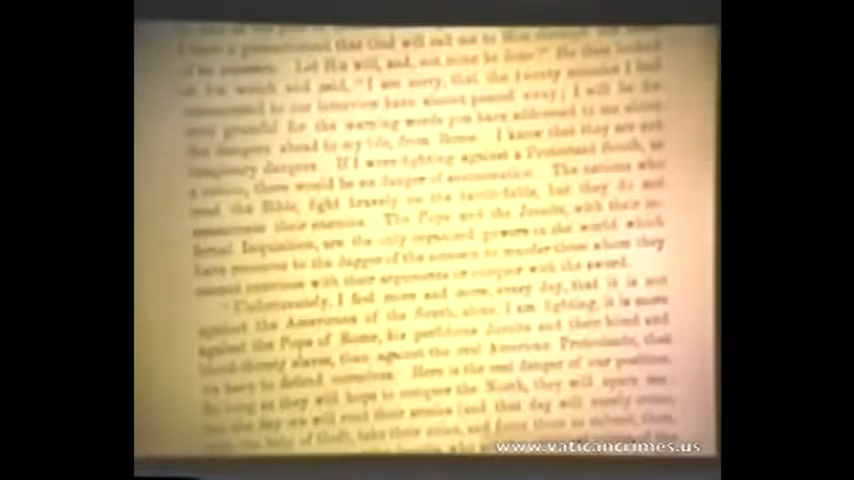 I have a presentiment that God will call me to Him through the hand
of an assassin. Let His will, and not mine be done!" He then looked
at his watch and said, "I am sorry, that the twenty minutes I had
consecrated to our interview have almost passed away; I will be for
ever grateful for the warning words you have addressed to me about
the dangers ahead to my life, from Rome. I know that they are not
imaginary dangers. If I were fighting against a Protestant South, as
a nation, there would be no danger of assassination. The nations who
read the Bible, fight bravely on the battle-fields, but they do not
assassinate their enemies. The Pope and the Jesuits, with their in-
fernal Inquisition, are the only organized powers in the world which
have recourse to the dagger of the assassin to murder those whom they
cannot convince with their arguments or conquer with the sword.
"Unfortunately, I feel more and more, every day, that it is not
against the Americans of the South, alone, I am fighting, it is more
against the Pope of Rome, his perfidious Jesuits and their blind and
blood-thirsty slaves, than against the real American Protestants, that
we have to defend ourselves. Here is the real danger of our position.
So long as they will hope to conquer the North, they will spare me;
but the day we will rout their armies (and that day will surely come,
www.vaticancrimes.us